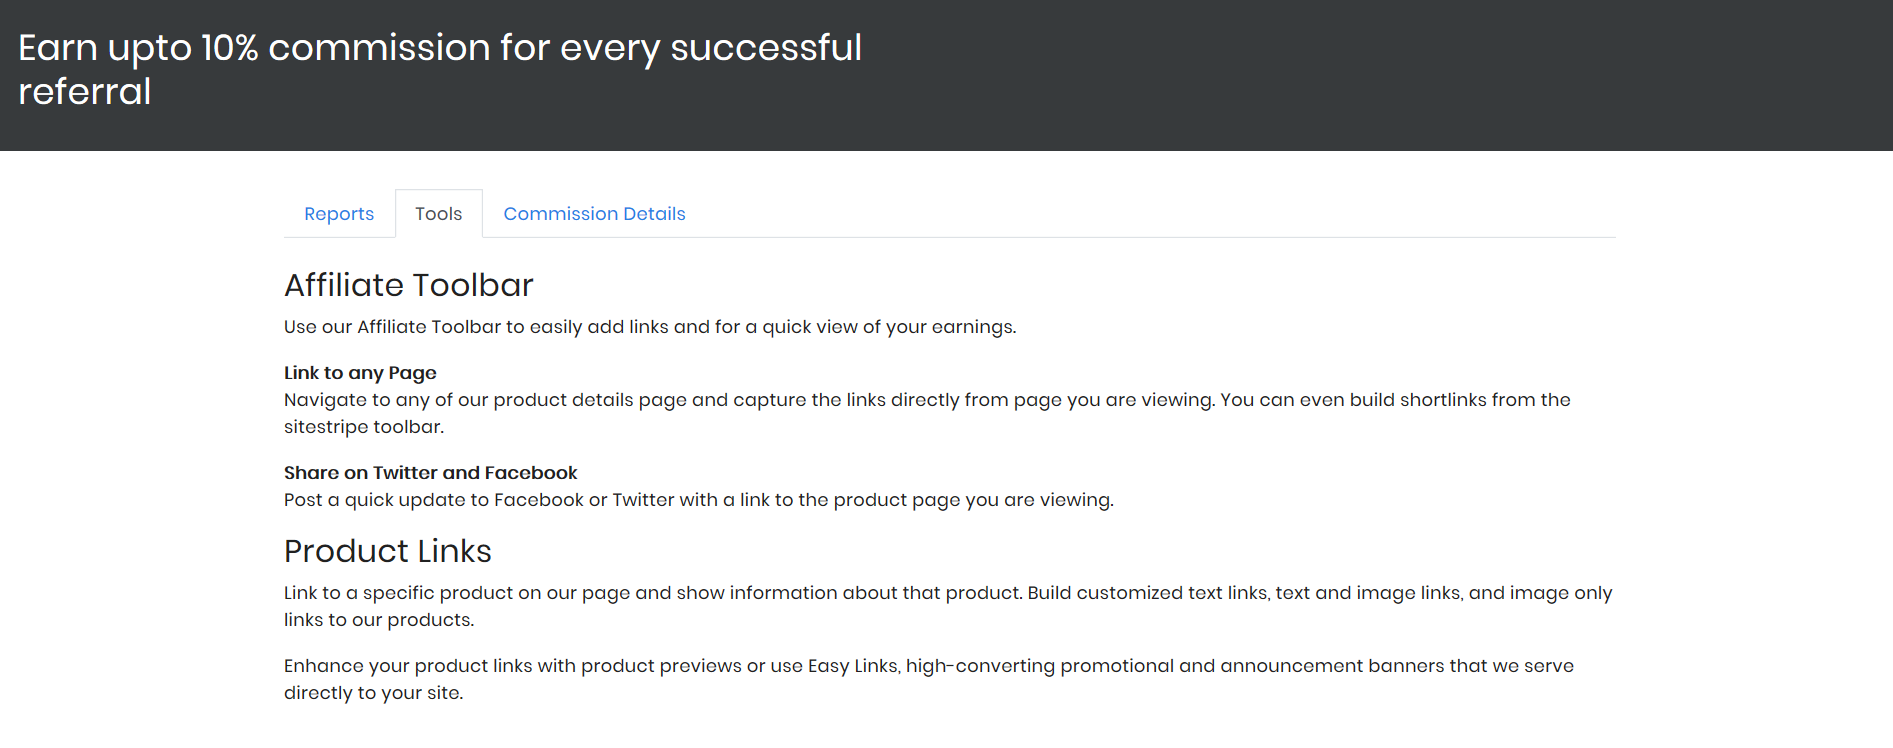 Earn upto 10% commission for every successful
referral
Reports Tools Commission Details
Affiliate Toolbar
Use our Affiliate Toolbar to easily add links and for a quick view of your earnings.
Link to any Page
Navigate to any of our product details page and capture the links directly from page you are viewing. You can even build shortlinks from the
sitestripe toolbar.
Share on Twitter and Facebook
Post a quick update to Facebook or Twitter with a link to the product page you are viewing.
Product Links
Link to a specific product on our page and show information about that product. Build customized text links, text and image links, and image only
links to our products.
Enhance your product links with product previews or use Easy Links, high-converting promotional and announcement banners that we serve
directly to your site.